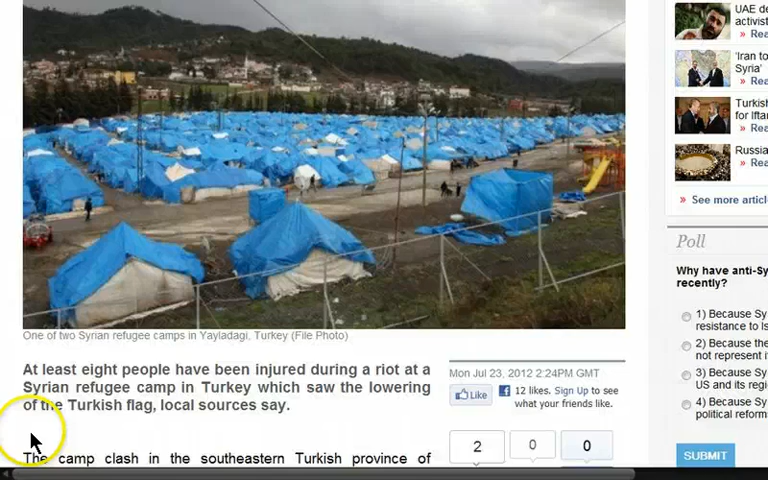 UAE de
activist
» Rea
'Iran to
Syria'
» Rea
Turkish
for Iftar
» Rea
Russia
» Rea
» See more articl
One of two Syrian refugee camps in Yayladagi, Turkey (File Photo)
At least eight people have been injured during a riot at a
Syrian refugee camp in Turkey which saw the lowering
of the Turkish flag, local sources say.
The camp clash in the southeastern Turkish province of
Mon Jul 23, 2012 2:24PM GMT
Like
12 likes. Sign Up to see
what your friends like.
2 0 0
Poll
Why have anti-Sy
recently?
1) Because Sy
resistance to Is
2) Because the
not represent i
3) Because Sy
US and its regi
4) Because Sy
political reform
SUBMIT